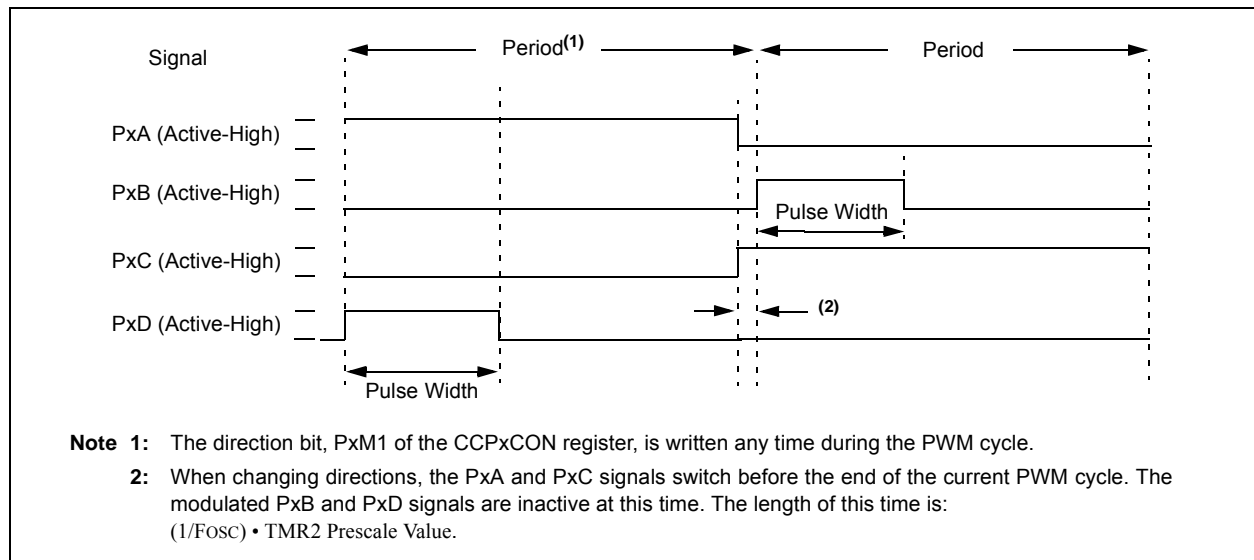 Signal
Period(1)
Period
PxA (Active-High)
PxB (Active-High)
Pulse Width
PxC (Active-High)
(2)
PxD (Active-High)
Pulse Width
Note 1: The direction bit, PxM1 of the CCPxCON register, is written any time during the PWM cycle.
2: When changing directions, the PxA and PxC signals switch before the end of the current PWM cycle. The
modulated PxB and PxD signals are inactive at this time. The length of this time is:
(1/FOSC) • TMR2 Prescale Value.